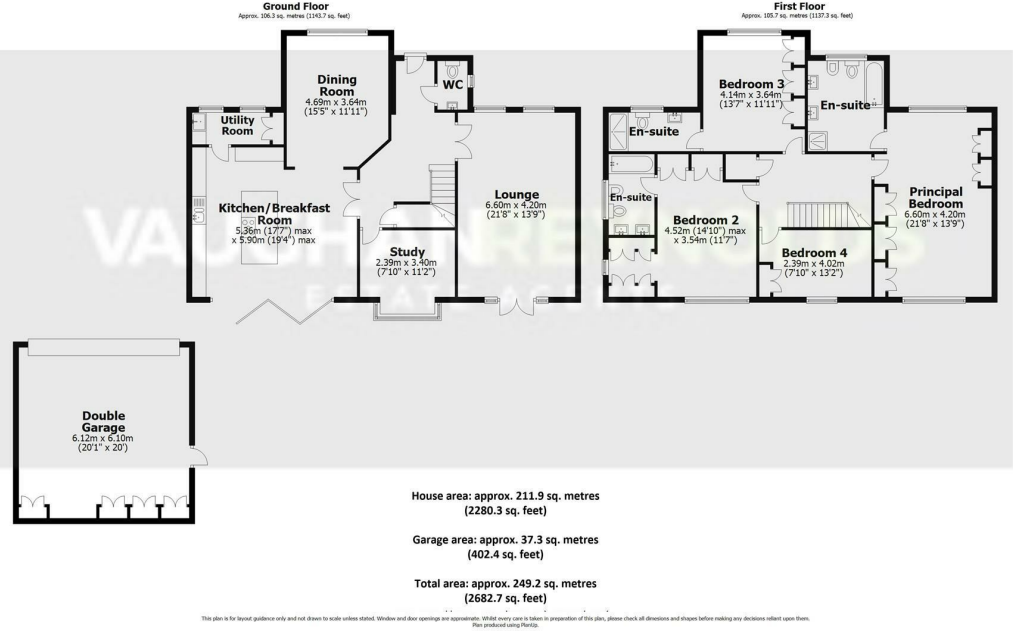 Ground Floor
Approx. 106.3 sq. metres (1143.7 sq. feet)
First Floor
Approx. 105.7 sq. metres (1137.3 sq. feet)
Dining
Room
4.69m x 3.64m
(15'5" x 11'11")
WC
Utility
Room
Kitchen/Breakfast
Room
5.36m (17'7") max
x 5.90m (19'4") max
Lounge
6.60m x 4.20m
(21'8" x 13'9")
Study
2.39m x 3.40m
(7'10" x 11'2")
Bedroom 3
4.14m x 3.64m
(13'7" x 11'11")
En-suite
En-suite
En-suite
Bedroom 2
4.52m (14'10") max
x 3.54m (11'7")
Bedroom 4
2.39m x 4.02m
(7'10" x 13'2")
Principal
Bedroom
6.60m x 4.20m
(21'8" x 13'9")
ESTATE AGENTS
Double
Garage
6.12m x 6.10m
(20'1" x 20')
House area: approx. 211.9 sq. metres
(2280.3 sq. feet)
Garage area: approx. 37.3 sq. metres
(402.4 sq. feet)
Total area: approx. 249.2 sq. metres
(2682.7 sq. feet)
This plan is for layout guidance only and not drawn to scale unless stated. Window and door openings are approximate. Whilst every care is taken in preparation of this plan, please check all dimesions and shapes before making any decisions reliant upon them.
Plan produced using PlanUp.